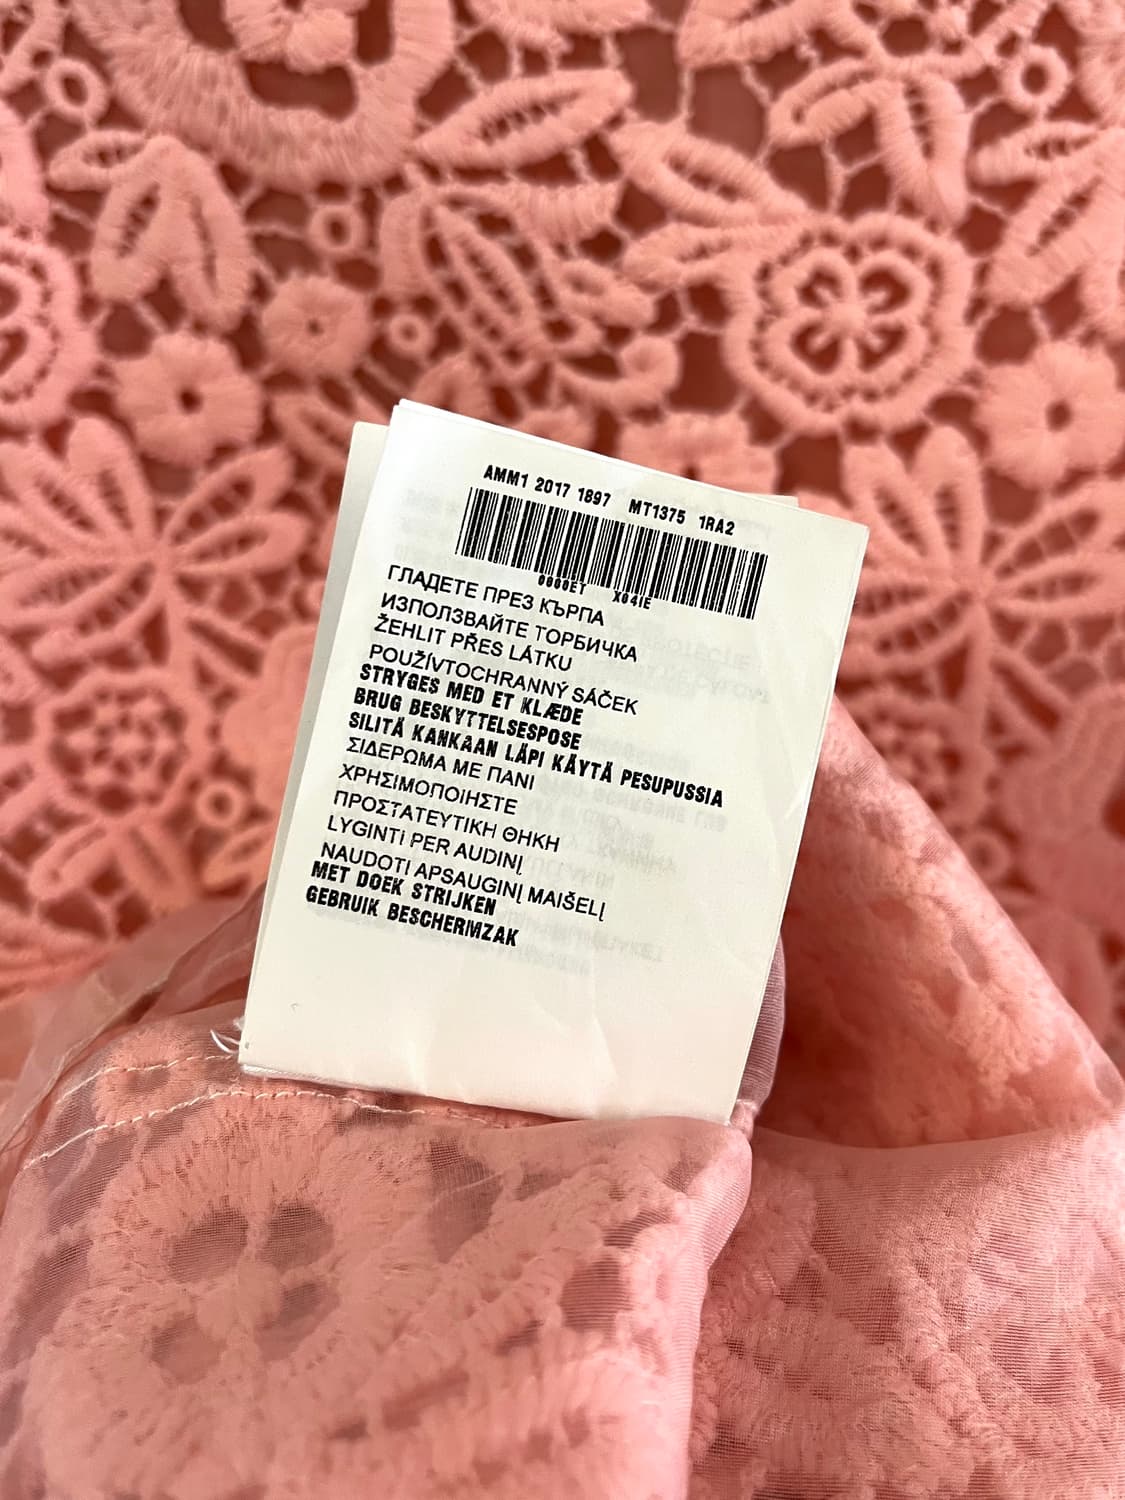 AMM1 2017 1897 MT1375 1RA2
0000ET X04IE
ГЛАДЕТЕ ПРЕЗ КЪРПА
ИЗПОЛЗВАЙТЕ ТОРБИЧКА
ŽEHLIT PŘES LÁTKU
POUŽÍVTOCHRANNÝ SÁČEK
STRYGES MED ET KLÆDE
BRUG BESKYTTELSESPOSE
SILITÄ KANKAAN LÄPI KÄYTÄ PESUPUSSIA
ΣΙΔΕΡΩΜΑ ΜΕ ΠΑΝΙ
ΧΡΗΣΙΜΟΠΟΙΗΣΤΕ
ΠΡΟΣΤΑΤΕΥΤΙΚΗ ΘΗΚΗ
LYGINTi PER AUDINĮ
NAUDOTI APSAUGINĮ MAIŠELĮ
MET DOEK STRIJKEN
GEBRUIK BESCHERMZAK